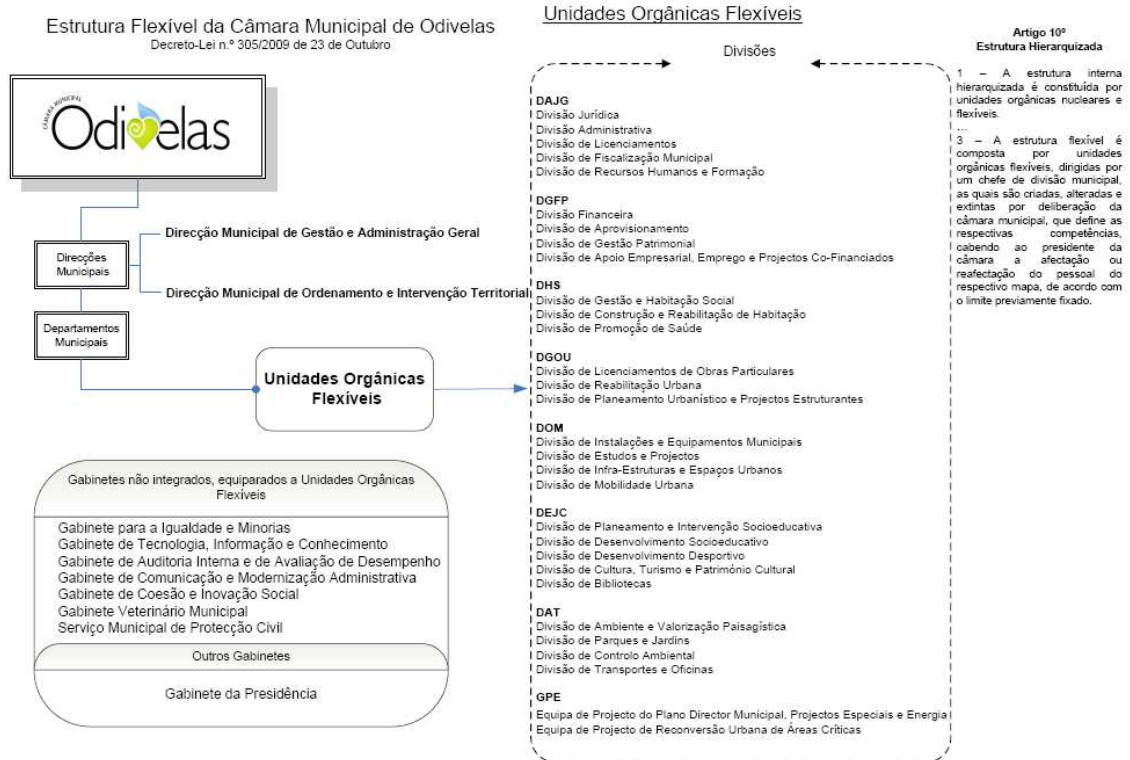 Estrutura Flexível da Câmara Municipal de Odivelas
Decreto-Lei n.º 305/2009 de 23 de Outubro
CÂMARA MUNICIPAL
Odivelas
Direcções
Municipais
Direcção Municipal de Gestão e Administração Geral
Direcção Municipal de Ordenamento e Intervenção Territorial
Departamentos
Municipais
Unidades Orgânicas
Flexíveis
Gabinetes não integrados, equiparados a Unidades Orgânicas
Flexíveis
Gabinete para a Igualdade e Minorias
Gabinete de Tecnologia, Informação e Conhecimento
Gabinete de Auditoria Interna e de Avaliação de Desempenho
Gabinete de Comunicação e Modernização Administrativa
Gabinete de Coesão e Inovação Social
Gabinete Veterinário Municipal
Serviço Municipal de Protecção Civil
Outros Gabinetes
Gabinete da Presidência
Unidades Orgânicas Flexíveis
Divisões
DAJG
Divisão Jurídica
Divisão Administrativa
Divisão de Licenciamentos
Divisão de Fiscalização Municipal
Divisão de Recursos Humanos e Formação
DGFP
Divisão Financeira
Divisão de Aprovisionamento
Divisão de Gestão Patrimonial
Divisão de Apoio Empresarial, Emprego e Projectos Co-Financiados
DHS
Divisão de Gestão e Habitação Social
Divisão de Construção e Reabilitação de Habitação
Divisão de Promoção de Saúde
DGOU
Divisão de Licenciamentos de Obras Particulares
Divisão de Reabilitação Urbana
Divisão de Planeamento Urbanístico e Projectos Estruturantes
DOM
Divisão de Instalações e Equipamentos Municipais
Divisão de Estudos e Projectos
Divisão de Infra-Estruturas e Espaços Urbanos
Divisão de Mobilidade Urbana
DEJC
Divisão de Planeamento e Intervenção Socioeducativa
Divisão de Desenvolvimento Socioeducativo
Divisão de Desenvolvimento Desportivo
Divisão de Cultura, Turismo e Património Cultural
Divisão de Bibliotecas
DAT
Divisão de Ambiente e Valorização Paisagística
Divisão de Parques e Jardins
Divisão de Controlo Ambiental
Divisão de Transportes e Oficinas
GPE
Equipa de Projecto do Plano Director Municipal, Projectos Especiais e Energia
Equipa de Projecto de Reconversão Urbana de Áreas Críticas
Artigo 10º
Estrutura Hierarquizada
1 – A estrutura interna
hierarquizada é constituída por
unidades orgânicas nucleares e
flexíveis.
...
3 – A estrutura flexível é
composta por unidades
orgânicas flexíveis, dirigidas por
um chefe de divisão municipal,
as quais são criadas, alteradas e
extintas por deliberação da
câmara municipal, que define as
respectivas competências,
cabendo ao presidente da
câmara a afectação ou
reafectação do pessoal do
respectivo mapa, de acordo com
o limite previamente fixado.